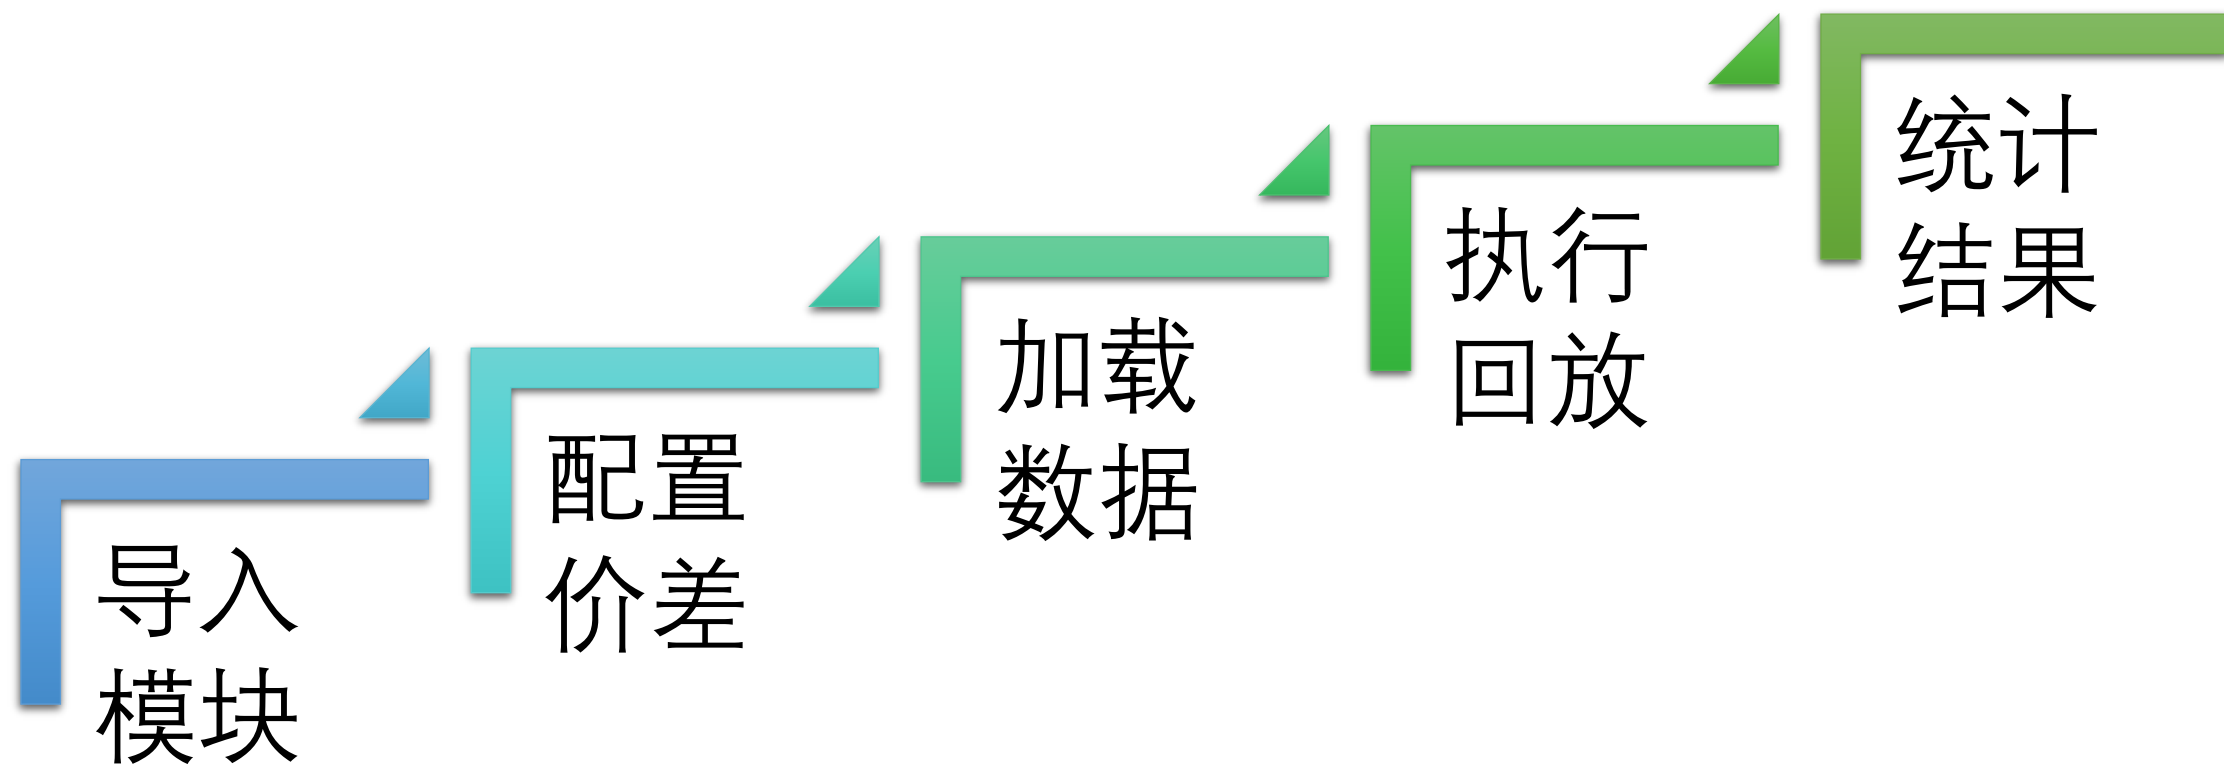 导入
模块
配置
价差
加载
数据
执行
回放
统计
结果